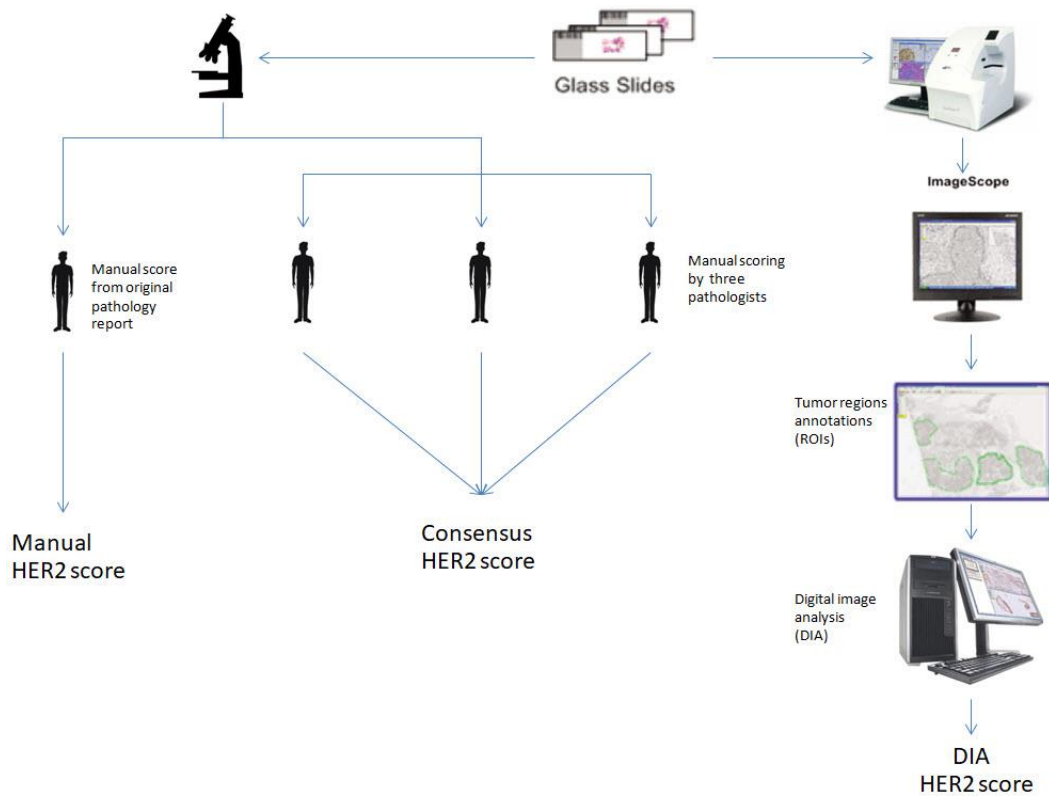 Glass Slides
ImageScope
Manual score
from original
pathology
report
Manual scoring
by three
pathologists
Tumor regions
annotations
(ROIs)
Manual
HER2 score
Consensus
HER2 score
Digital image
analysis
(DIA)
DIA
HER2 score